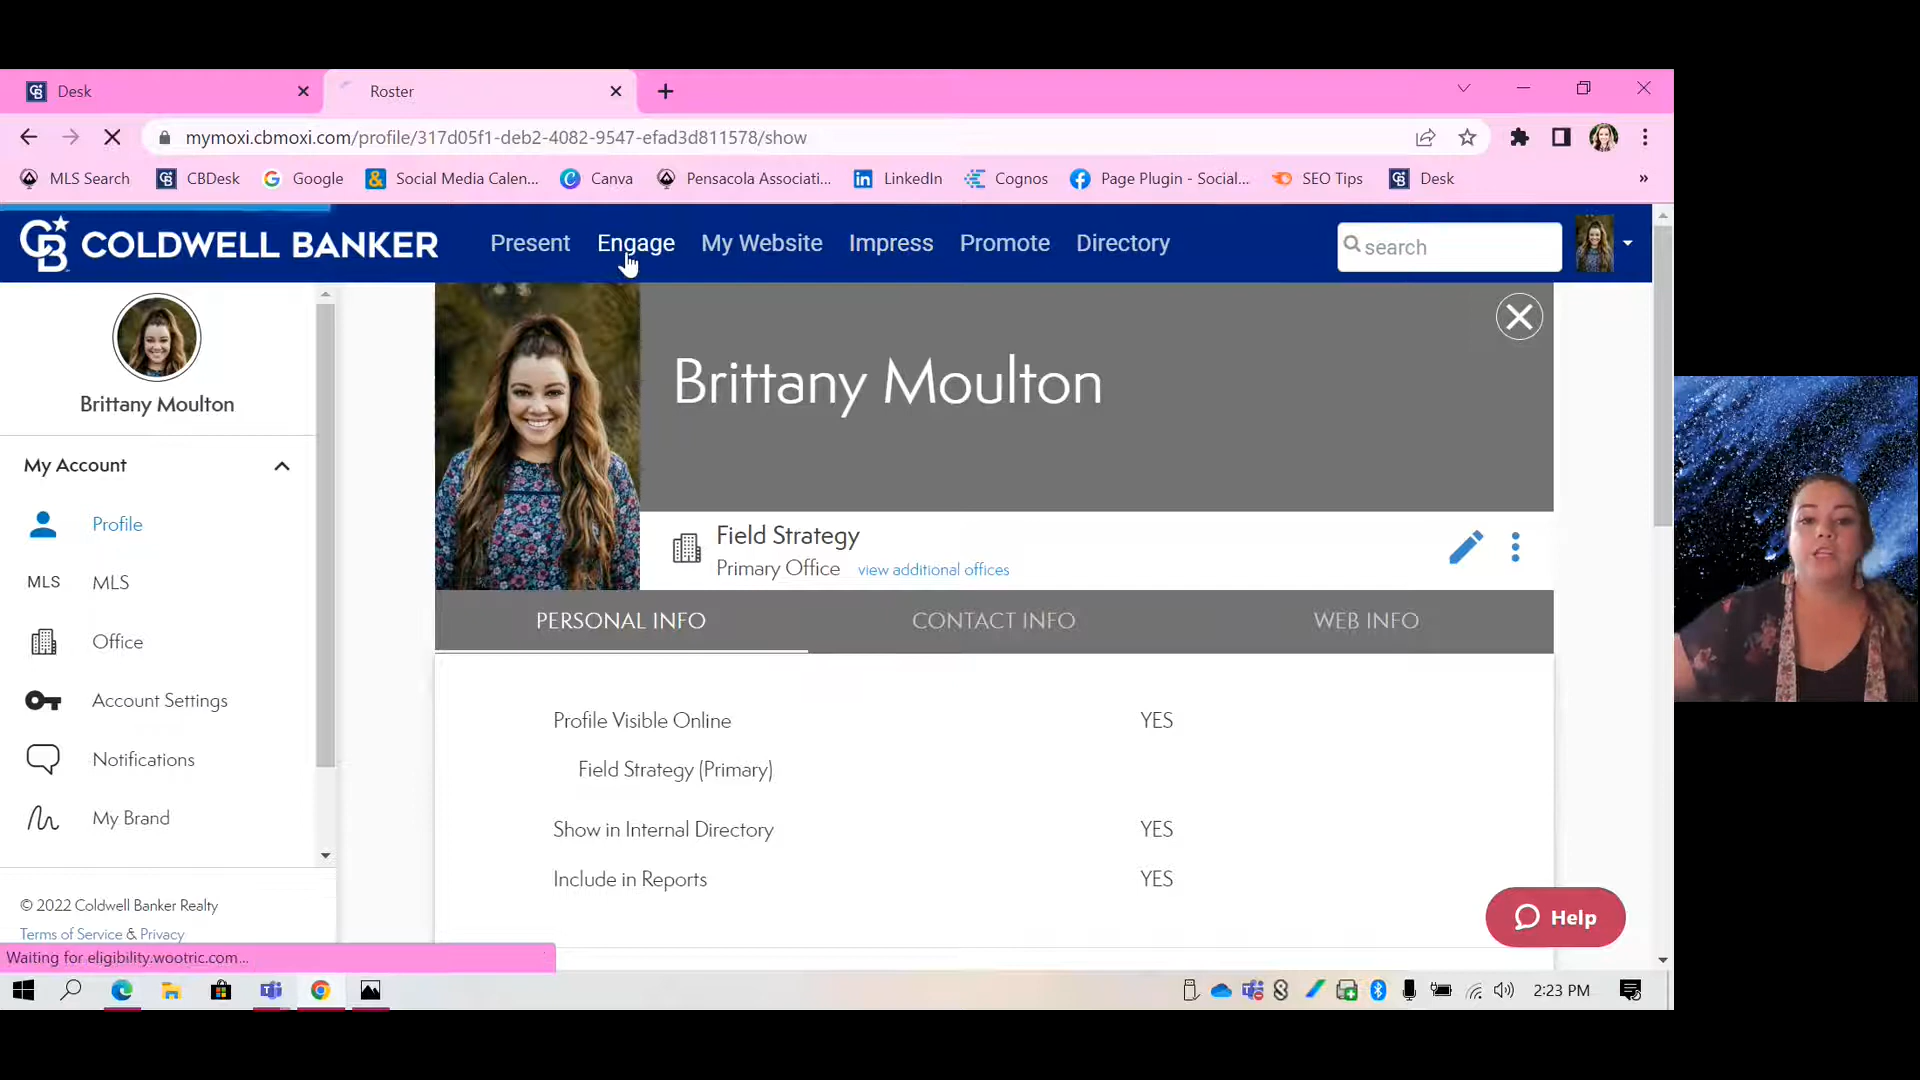 Desk
Roster
mymoxi.cbmoxi.com/profile/317d05f1-deb2-4082-9547-efad3d811578/show
MLS Search
CBDesk
Google
Social Media Calen...
Canva
Pensacola Associati...
LinkedIn
Cognos
Page Plugin - Social...
SEO Tips
Desk
»
COLDWELL BANKER
Present
Engage
My Website
Impress
Promote
Directory
search
Brittany Moulton
My Account
Profile
MLS MLS
Office
Account Settings
Notifications
My Brand
© 2022 Coldwell Banker Realty
Terms of Service & Privacy
Brittany Moulton
Field Strategy
Primary Office view additional offices
PERSONAL INFO
CONTACT INFO
WEB INFO
Profile Visible Online YES
Field Strategy (Primary)
Show in Internal Directory YES
Include in Reports YES
Help
Waiting for eligibility.wootric.com...
2:23 PM